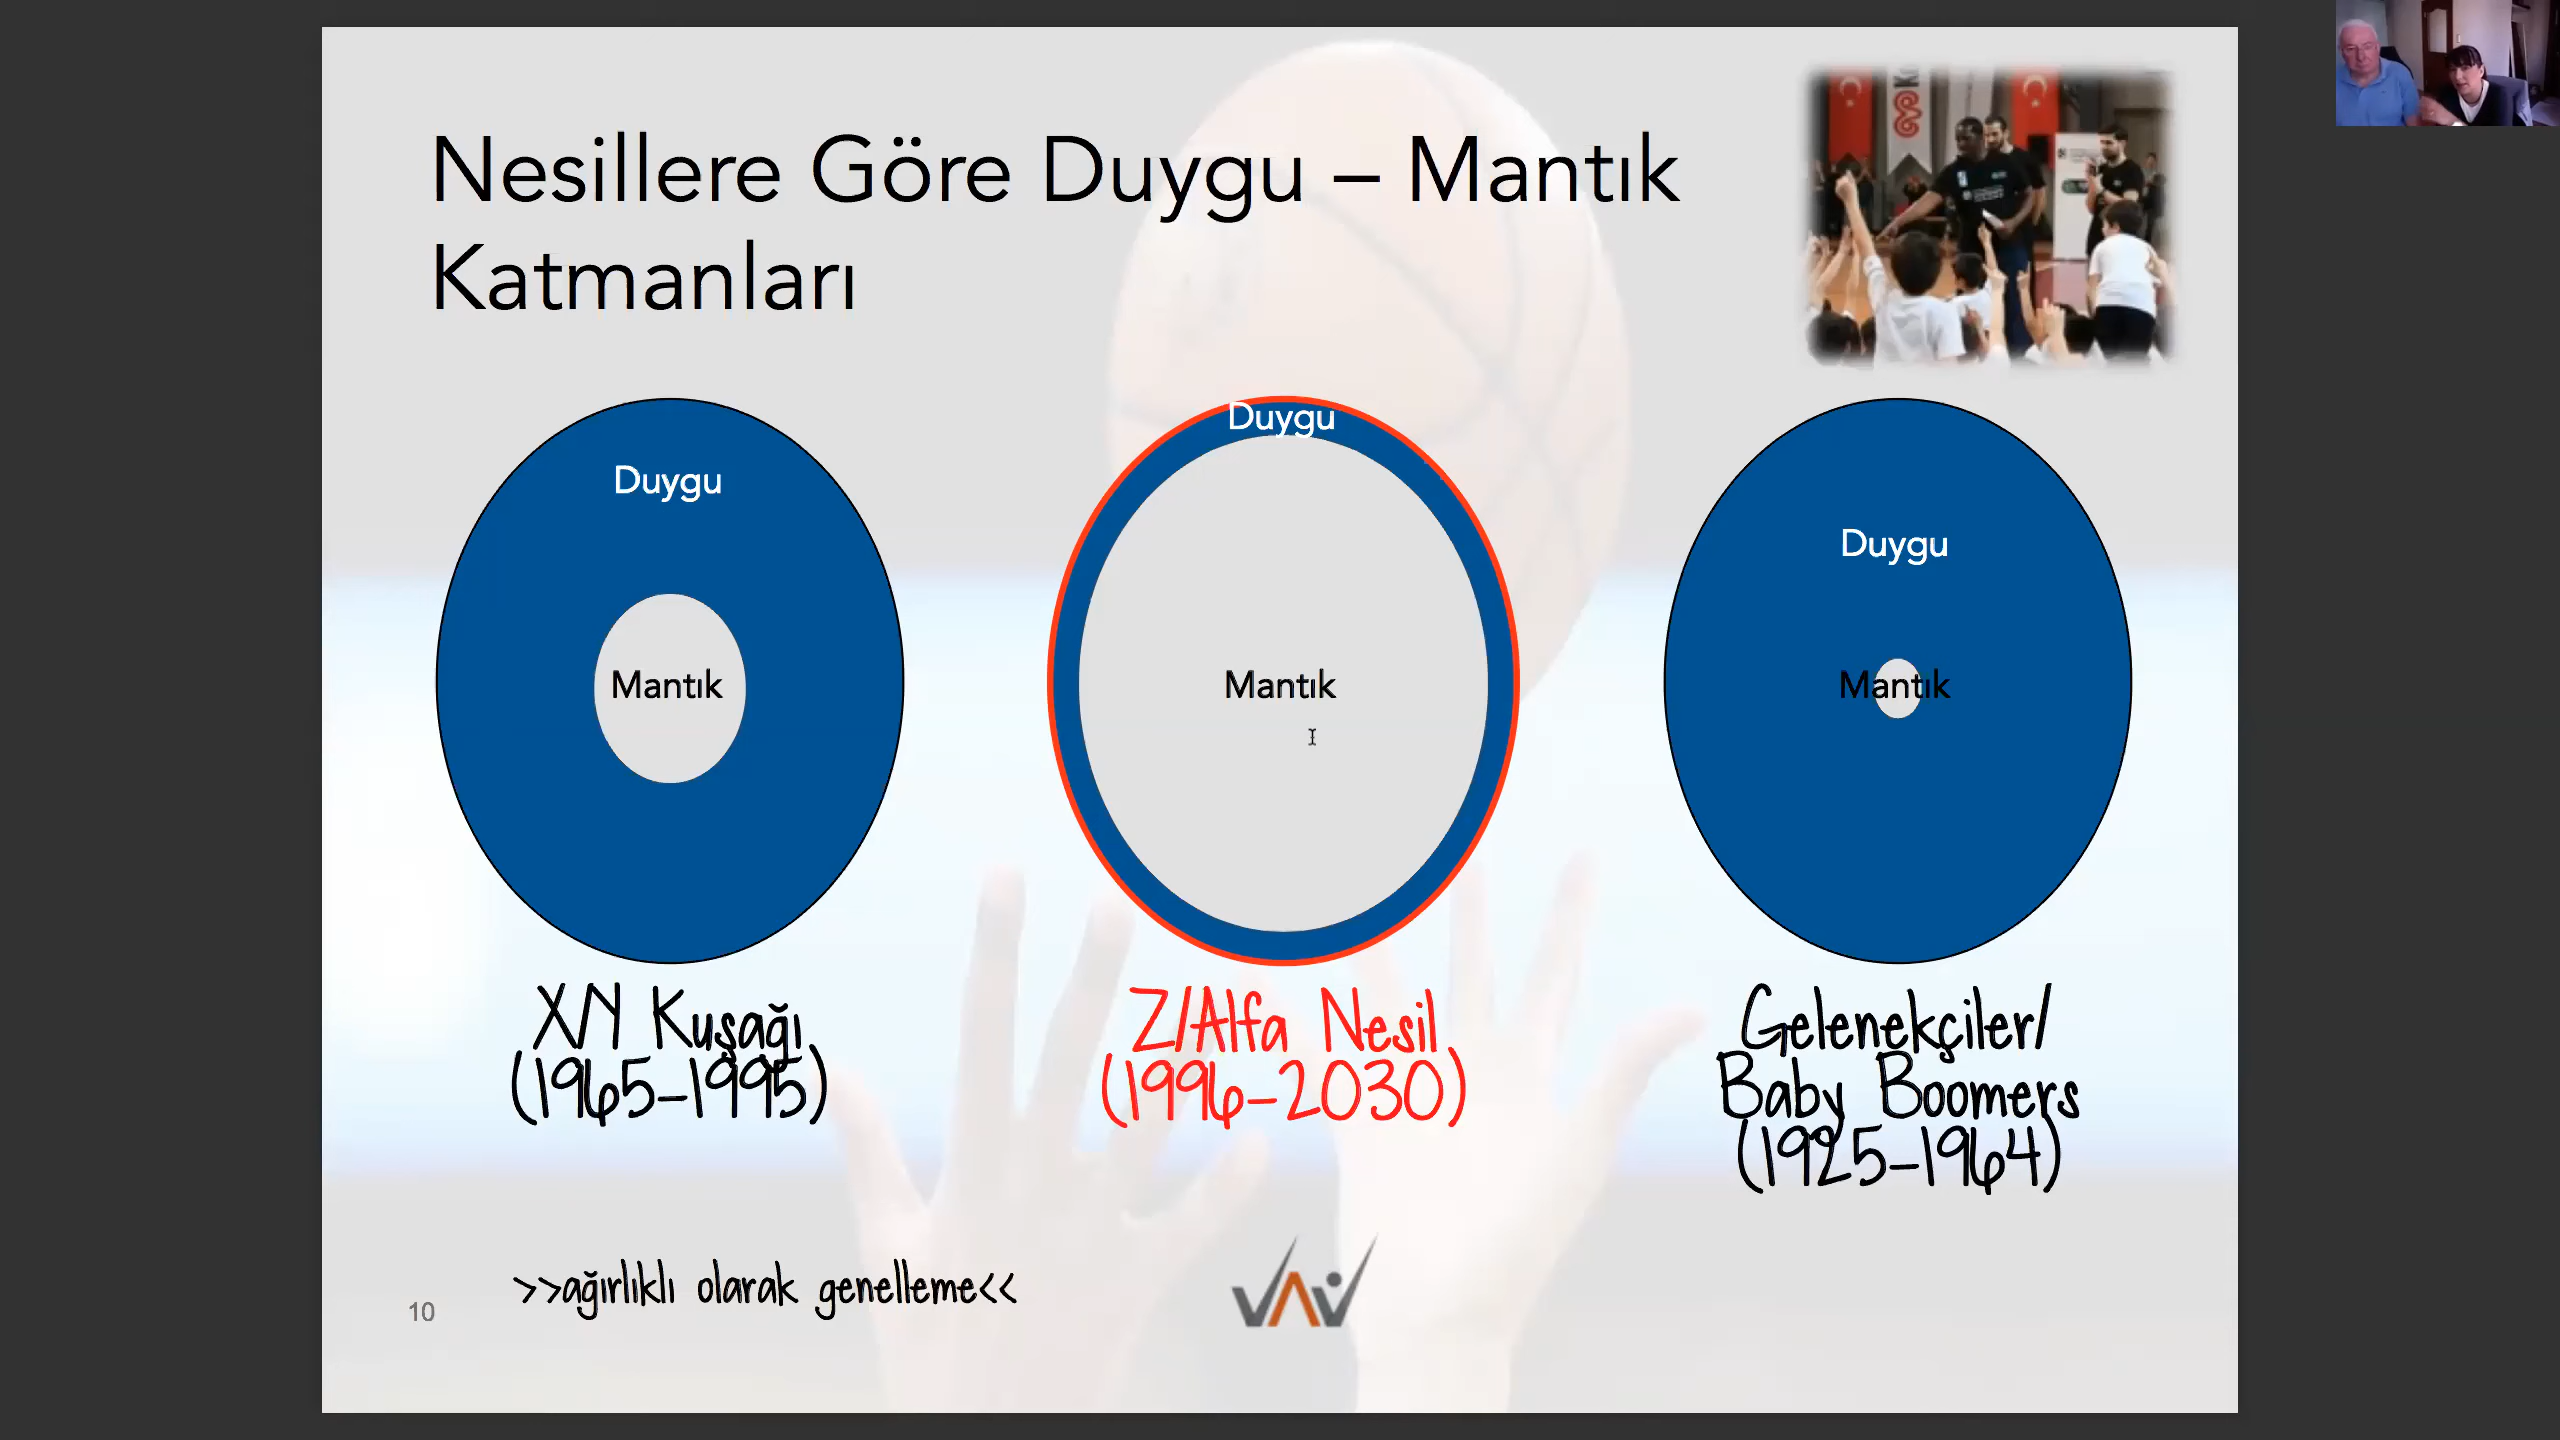 Nesillere Göre Duygu – Mantık
Katmanları
Duygu
Mantık
X/Y Kuşağı
(1965-1995)
Duygu
Mantık
Z/Alfa Nesil
(1996-2030)
Duygu
Mantık
Gelenekçiler/
Baby Boomers
(1925-1964)
>>ağırlıklı olarak genelleme<<
10